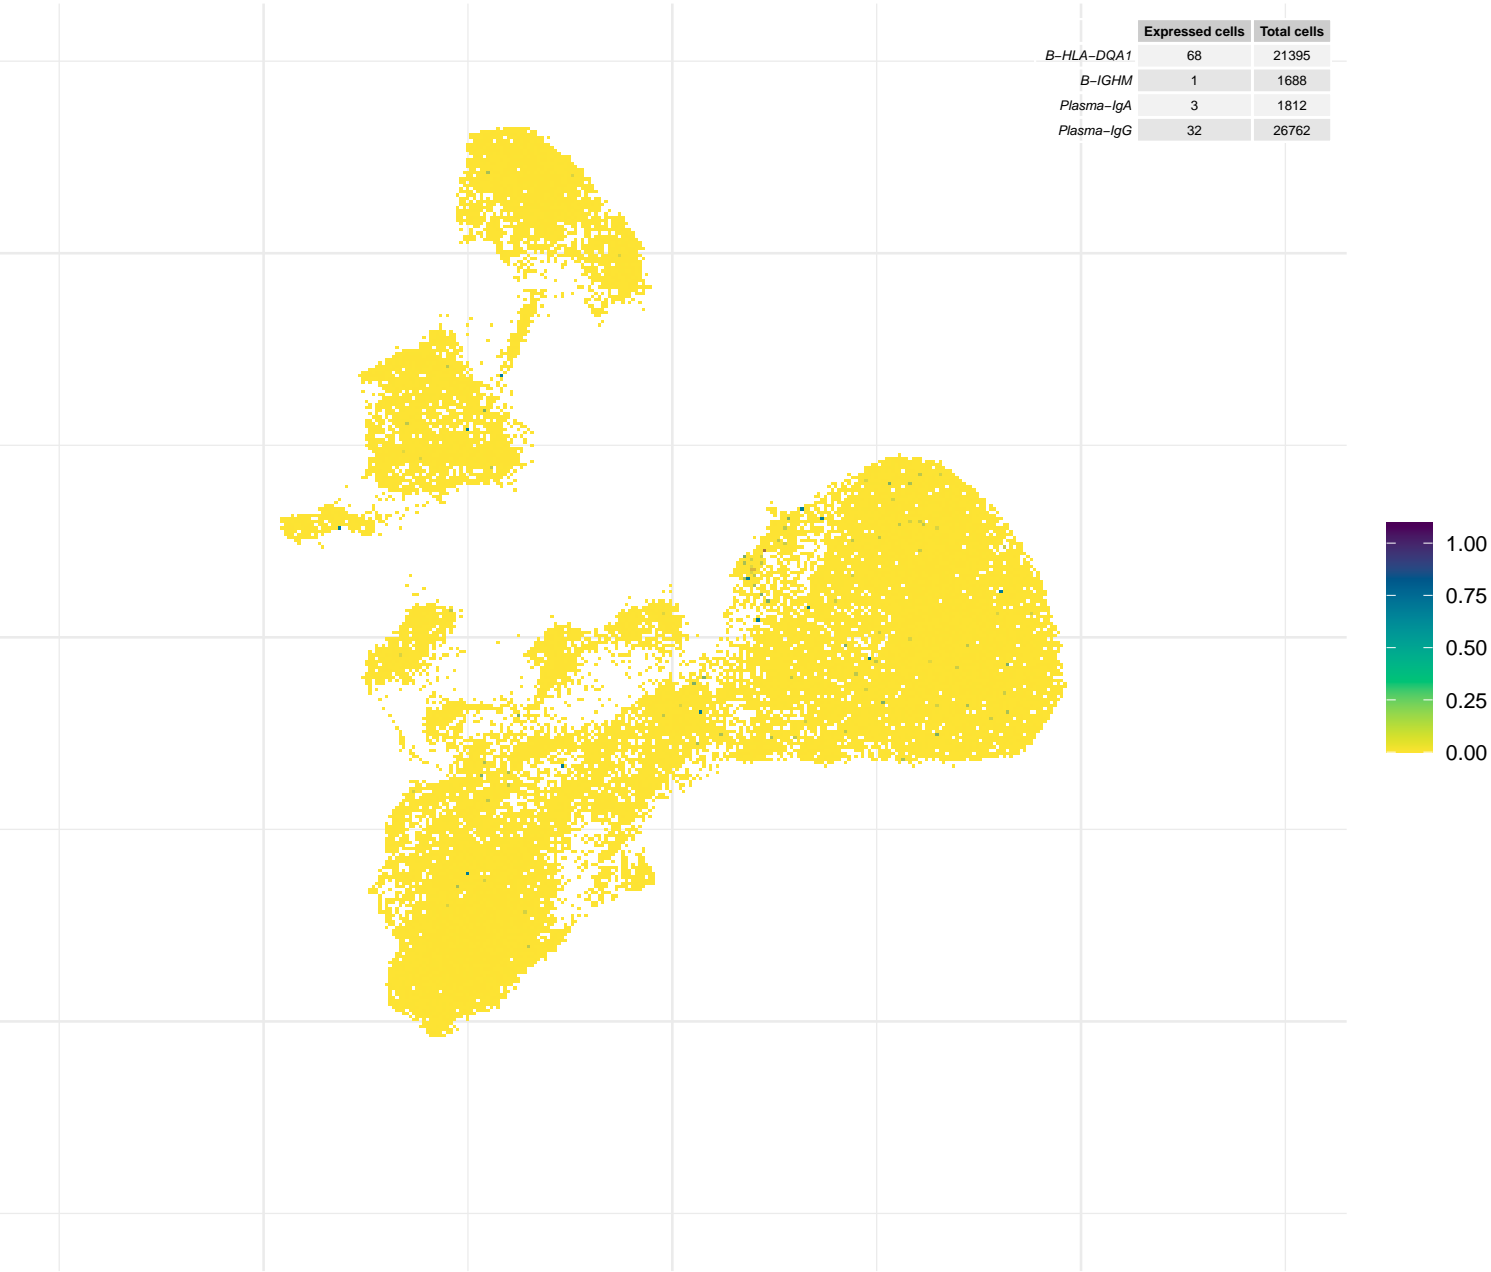 Expressed cells Total cells
B−HLA−DQA1 68 21395
B−IGHM 1 1688
Plasma−IgA 3 1812
Plasma−IgG 32 26762
1.00
0.75
0.50
0.25
0.00